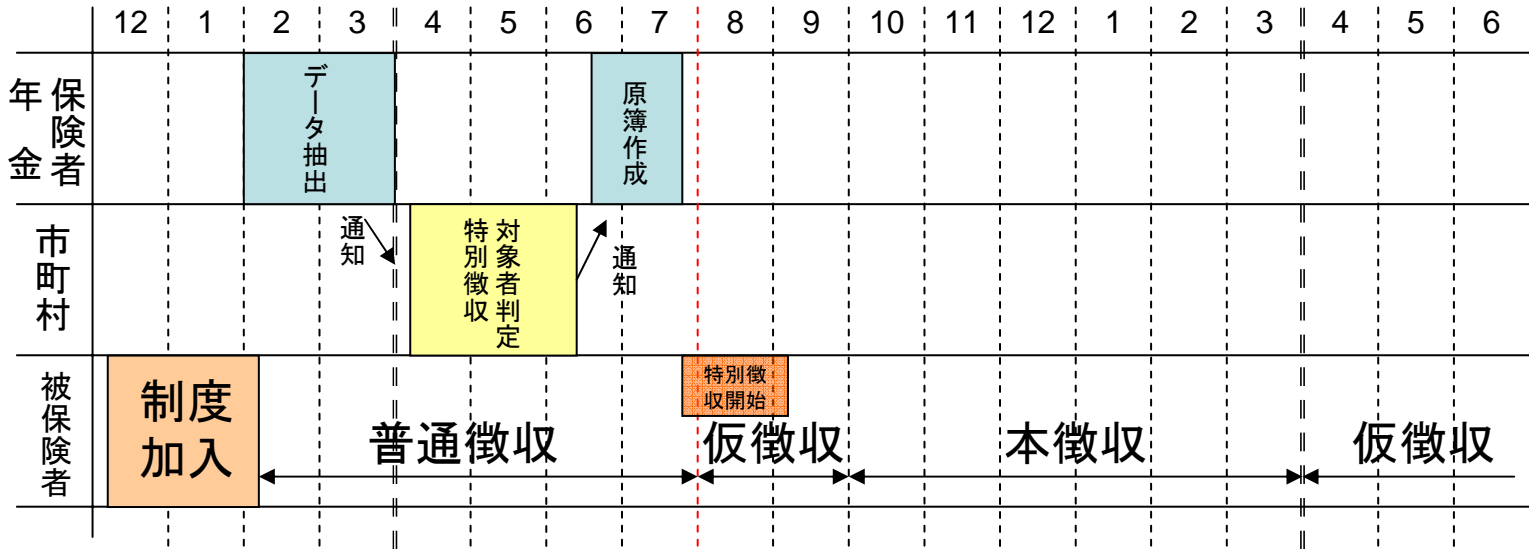 12 1 2 3 4 5 6 7 8 9 10 11 12 1 2 3 4 5 6
年金
保険者
データ抽出
原簿作成
市町村
通知
特別徴収
対象者判定
通知
被保険者
制度
加入
普通徴収
特別徴
収開始
仮徴収
本徴収
仮徴収